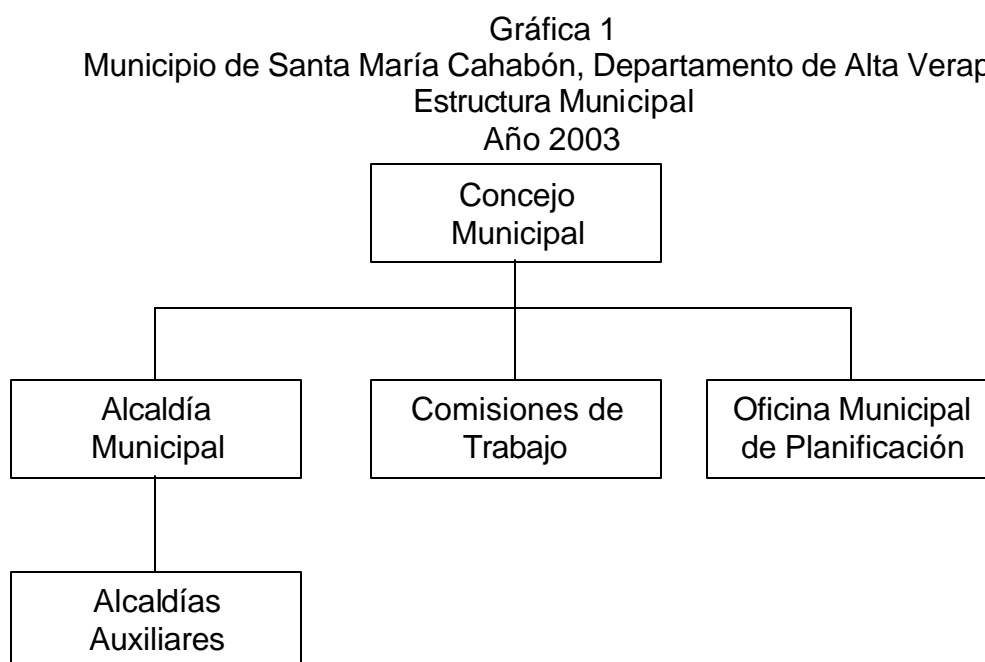 Gráfica 1
Municipio de Santa María Cahabón, Departamento de Alta Verap
Estructura Municipal
Año 2003
Concejo
Municipal
Alcaldía
Municipal
Comisiones de
Trabajo
Oficina Municipal
de Planificación
Alcaldías
Auxiliares